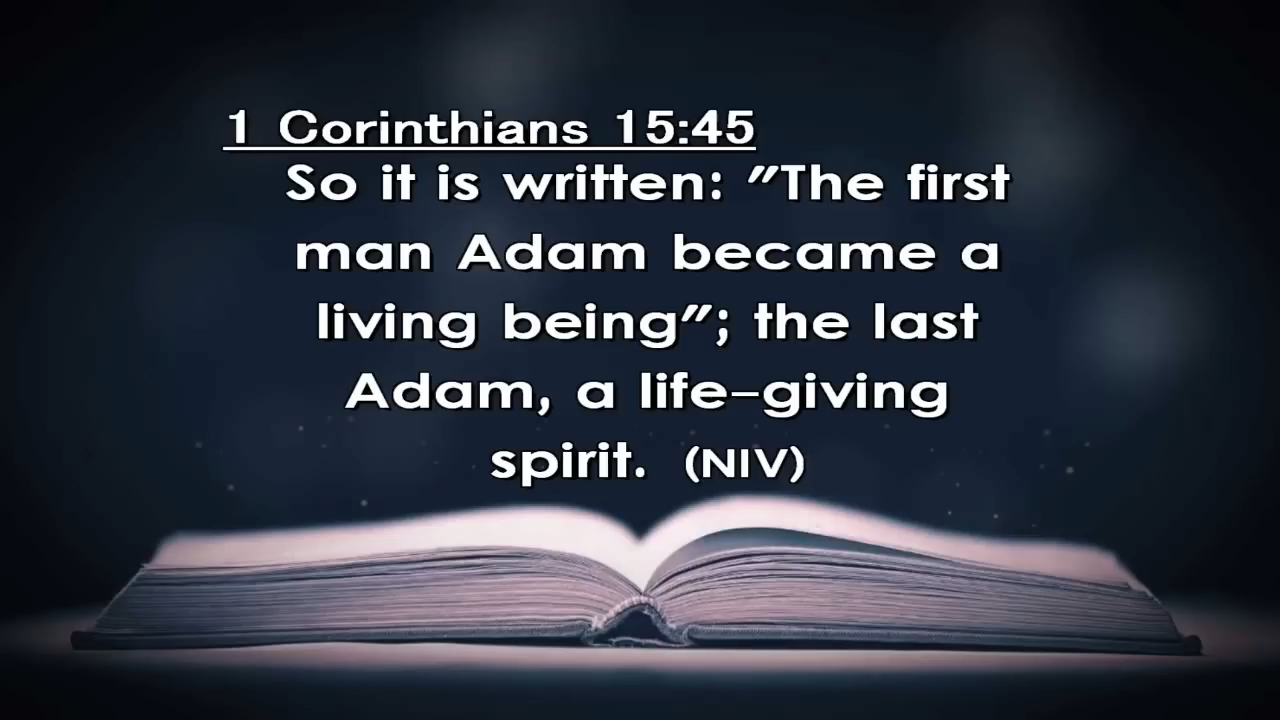 1 Corinthians 15:45
So it is written: "The first
man Adam became a
living being"; the last
Adam, a life-giving
spirit. (NIV)